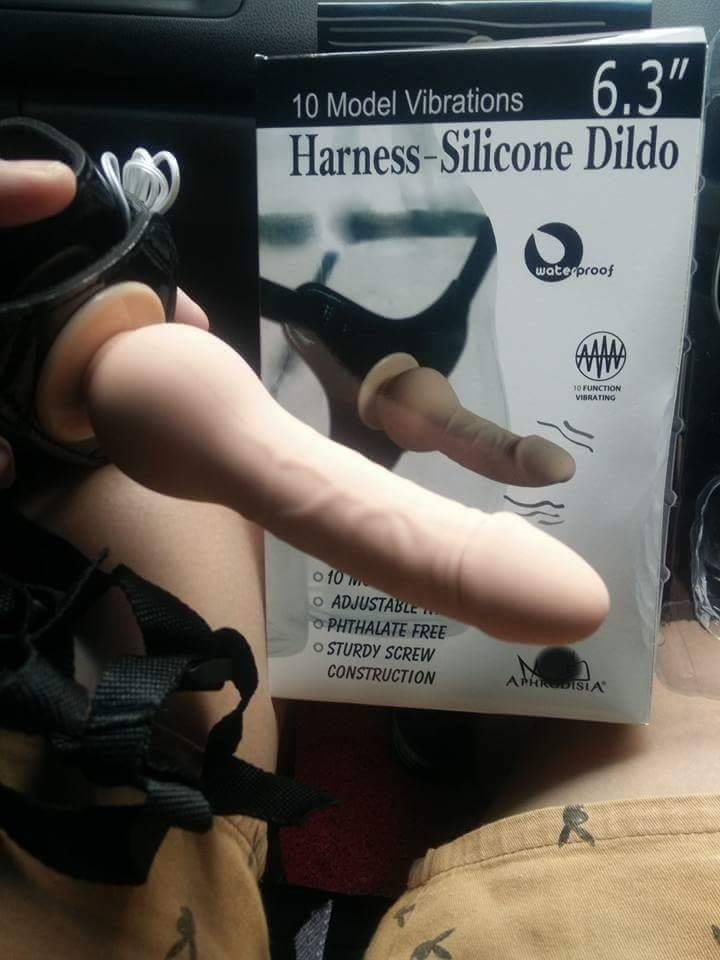 10 Model Vibrations 6.3"
Harness-Silicone Dildo
waterproof
10 FUNCTION
VIBRATING
10
ADJUSTABLE
PHTHALATE FREE
STURDY SCREW
CONSTRUCTION
APHRODISIA®